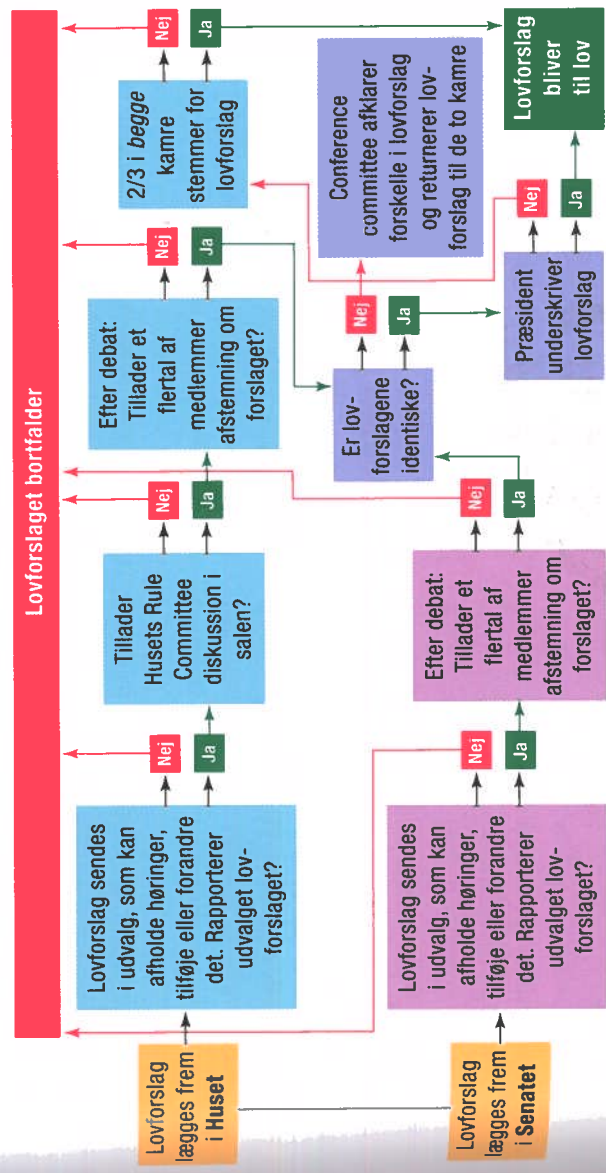 Lovforslaget bortfalder
Lovforslag
lægges frem
i Huset
Lovforslag sendes
i udvalg, som kan
afholde høringer,
tilføje eller forandre
det. Rapporterer
udvalget lov-
forslaget?
Nej
Ja
Tillader
Husets Rule
Committee
diskussion i
salen?
Nej
Ja
Efter debat:
Tillader et
flertal af
medlemmer
afstemning om
forslaget?
Nej
Ja
2/3 i begge
kamre
stemmer for
lovforslag
Nej
Ja
Er lov-
forslagene
identiske?
Nej
Ja
Conference
committee afklarer
forskelle i lovforslag
og returnerer lov-
forslag til de to kamre
Lovforslag
lægges frem
i Senatet
Lovforslag sendes
i udvalg, som kan
afholde høringer,
tilføje eller forandre
det. Rapporterer
udvalget lov-
forslaget?
Nej
Ja
Efter debat:
Tillader et
flertal af
medlemmer
afstemning om
forslaget?
Nej
Ja
Præsident
underskriver
lovforslag
Nej
Ja
Lovforslag
bliver
til lov